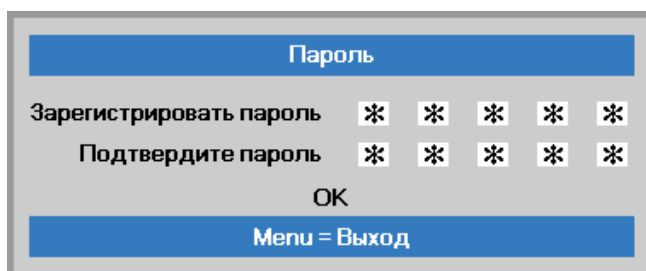 Пароль
Зарегистрировать пароль * * * * *
Подтвердите пароль * * * * *
OK
Menu = Выход